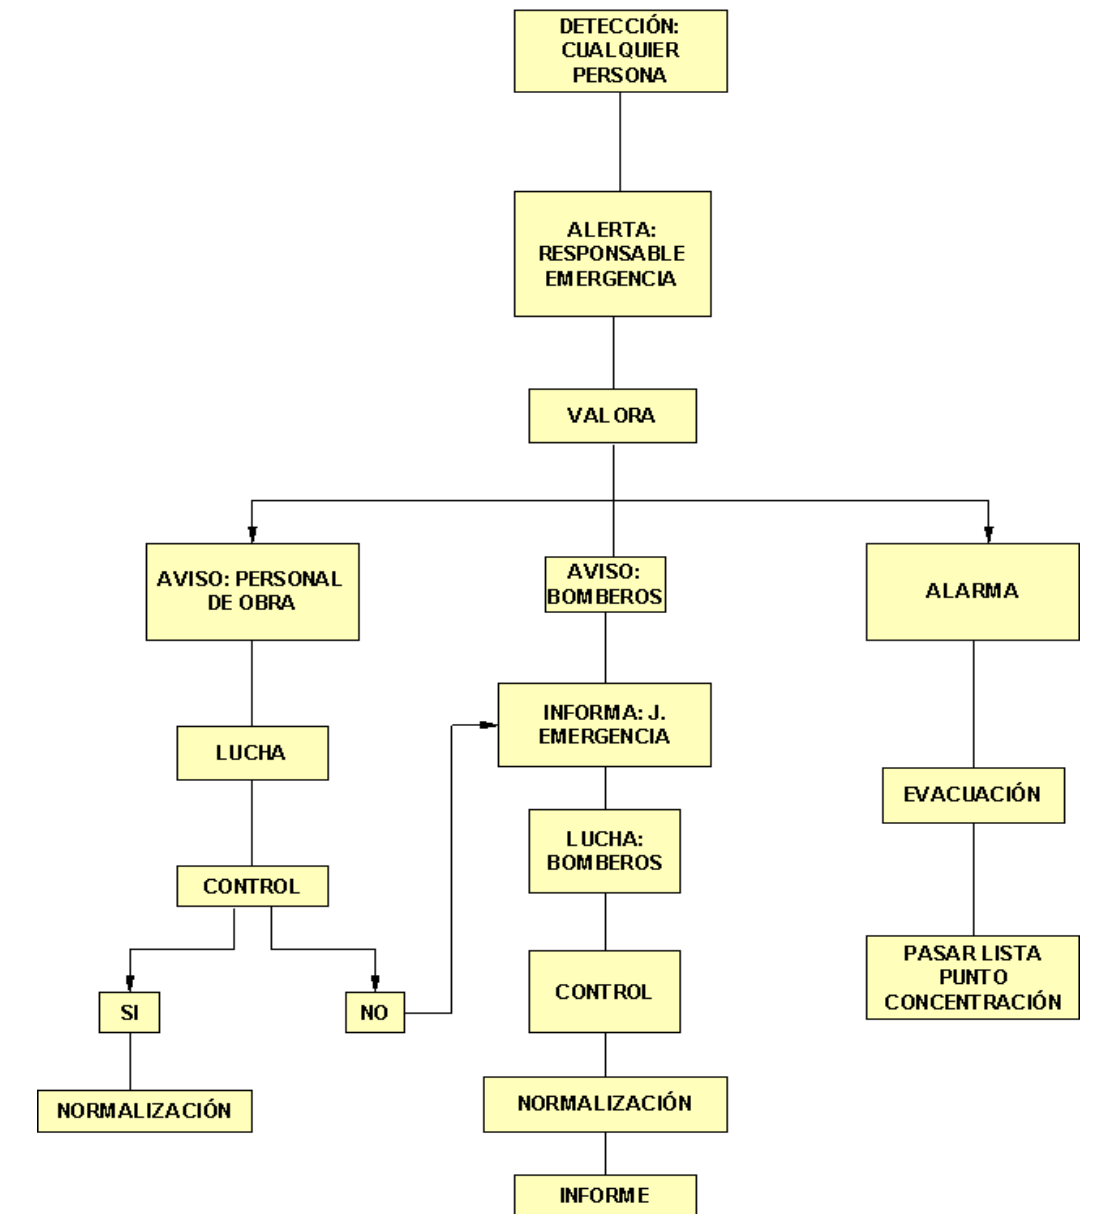 DETECCIÓN:
CUALQUIER
PERSONA
ALERTA:
RESPONSABLE
EMERGENCIA
VALORA
AVISO: PERSONAL
DE OBRA
AVISO:
BOMBEROS
ALARMA
INFORMA: J.
EMERGENCIA
LUCHA
EVACUACIÓN
LUCHA:
BOMBEROS
CONTROL
PASAR LISTA
PUNTO
CONCENTRACIÓN
CONTROL
SI
NO
NORMALIZACIÓN
NORMALIZACIÓN
INFORME